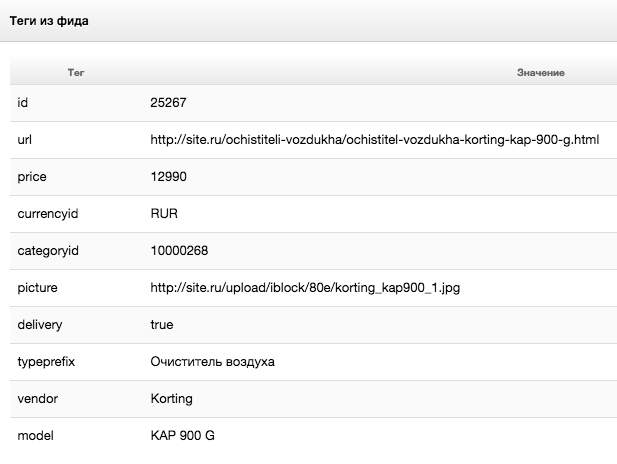 Теги из фида
Тег Значение
id 25267
url http://site.ru/ochistiteli-vozdukha/ochistitel-vozdukha-korting-kap-900-g.html
price 12990
currencyid RUR
categoryid 10000268
picture http://site.ru/upload/iblock/80e/korting_kap900_1.jpg
delivery true
typeprefix Очиститель воздуха
vendor Korting
model KAP 900 G